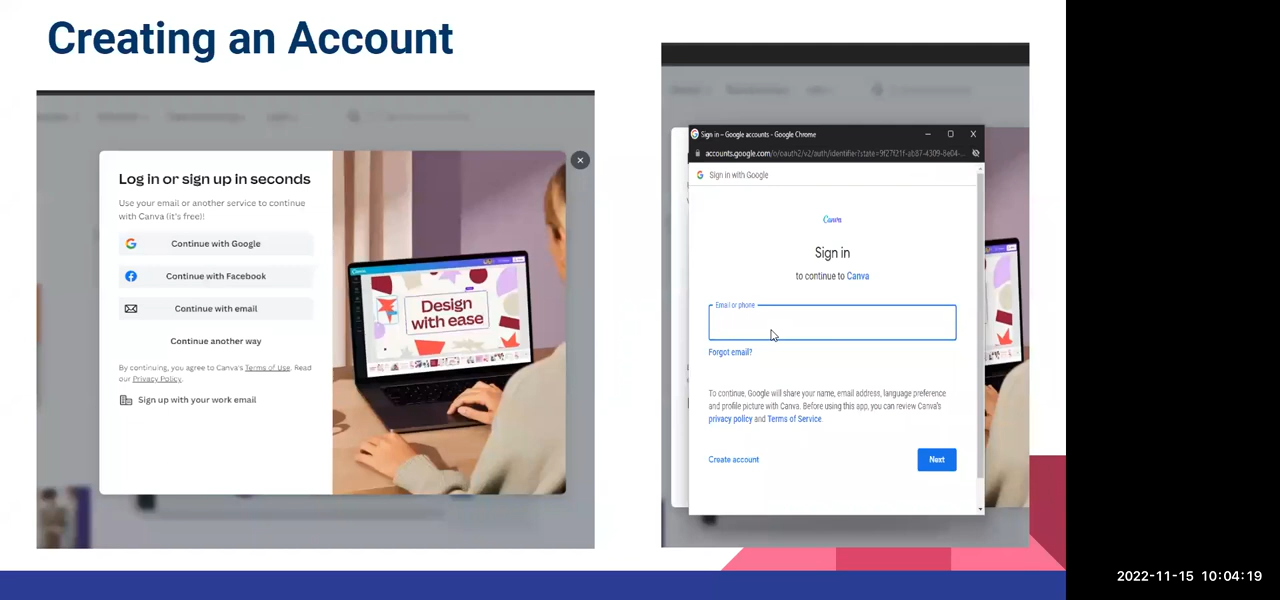 Creating an Account
Log in or sign up in seconds
Use your email or another service to continue
with Canva (it's free)!
Continue with Google
Continue with Facebook
Continue with email
Continue another way
By continuing, you agree to Canva's Terms of Use. Read
our Privacy Policy.
Sign up with your work email
Design
with ease
Sign in – Google accounts - Google Chrome
Sign in with Google
Canva
Sign in
to continue to Canva
Email or phone
Forgot email?
To continue, Google will share your name, email address, language preference
and profile picture with Canva. Before using this app, you can review Canva's
privacy policy and Terms of Service.
Create account
Next
2022-11-15 10:04:19